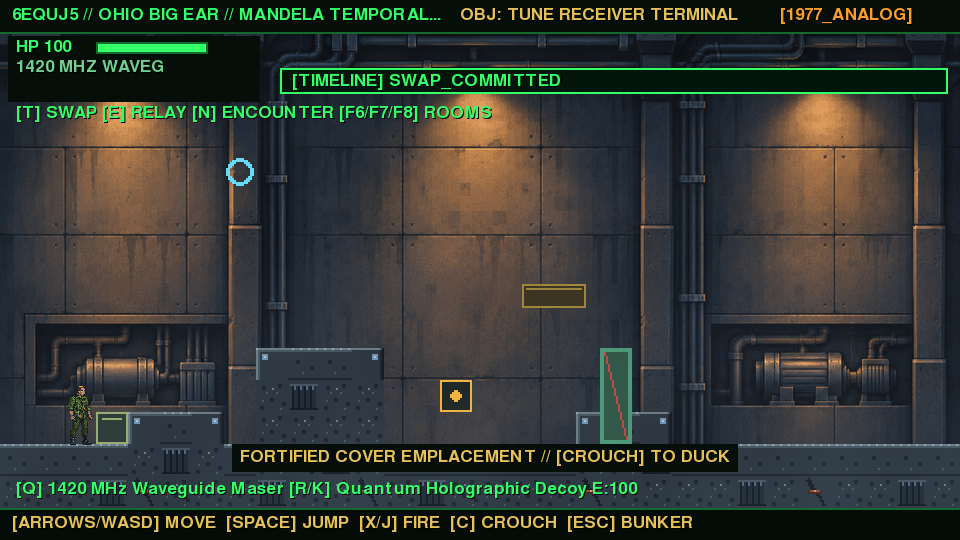 6EQUJ5 // OHIO BIG EAR // MANDELA TEMPORAL... OBJ: TUNE RECEIVER TERMINAL [1977_ANALOG]
HP 100
1420 MHZ WAVEG
[TIMELINE] SWAP_COMMITTED
[T] SWAP [E] RELAY [N] ENCOUNTER [F6/F7/F8] ROOMS
FORTIFIED COVER EMPLACEMENT // [CROUCH] TO DUCK
[Q] 1420 MHz Waveguide Maser [R/K] Quantum Holographic Decoy E:100
[ARROWS/WASD] MOVE [SPACE] JUMP [X/J] FIRE [C] CROUCH [ESC] BUNKER